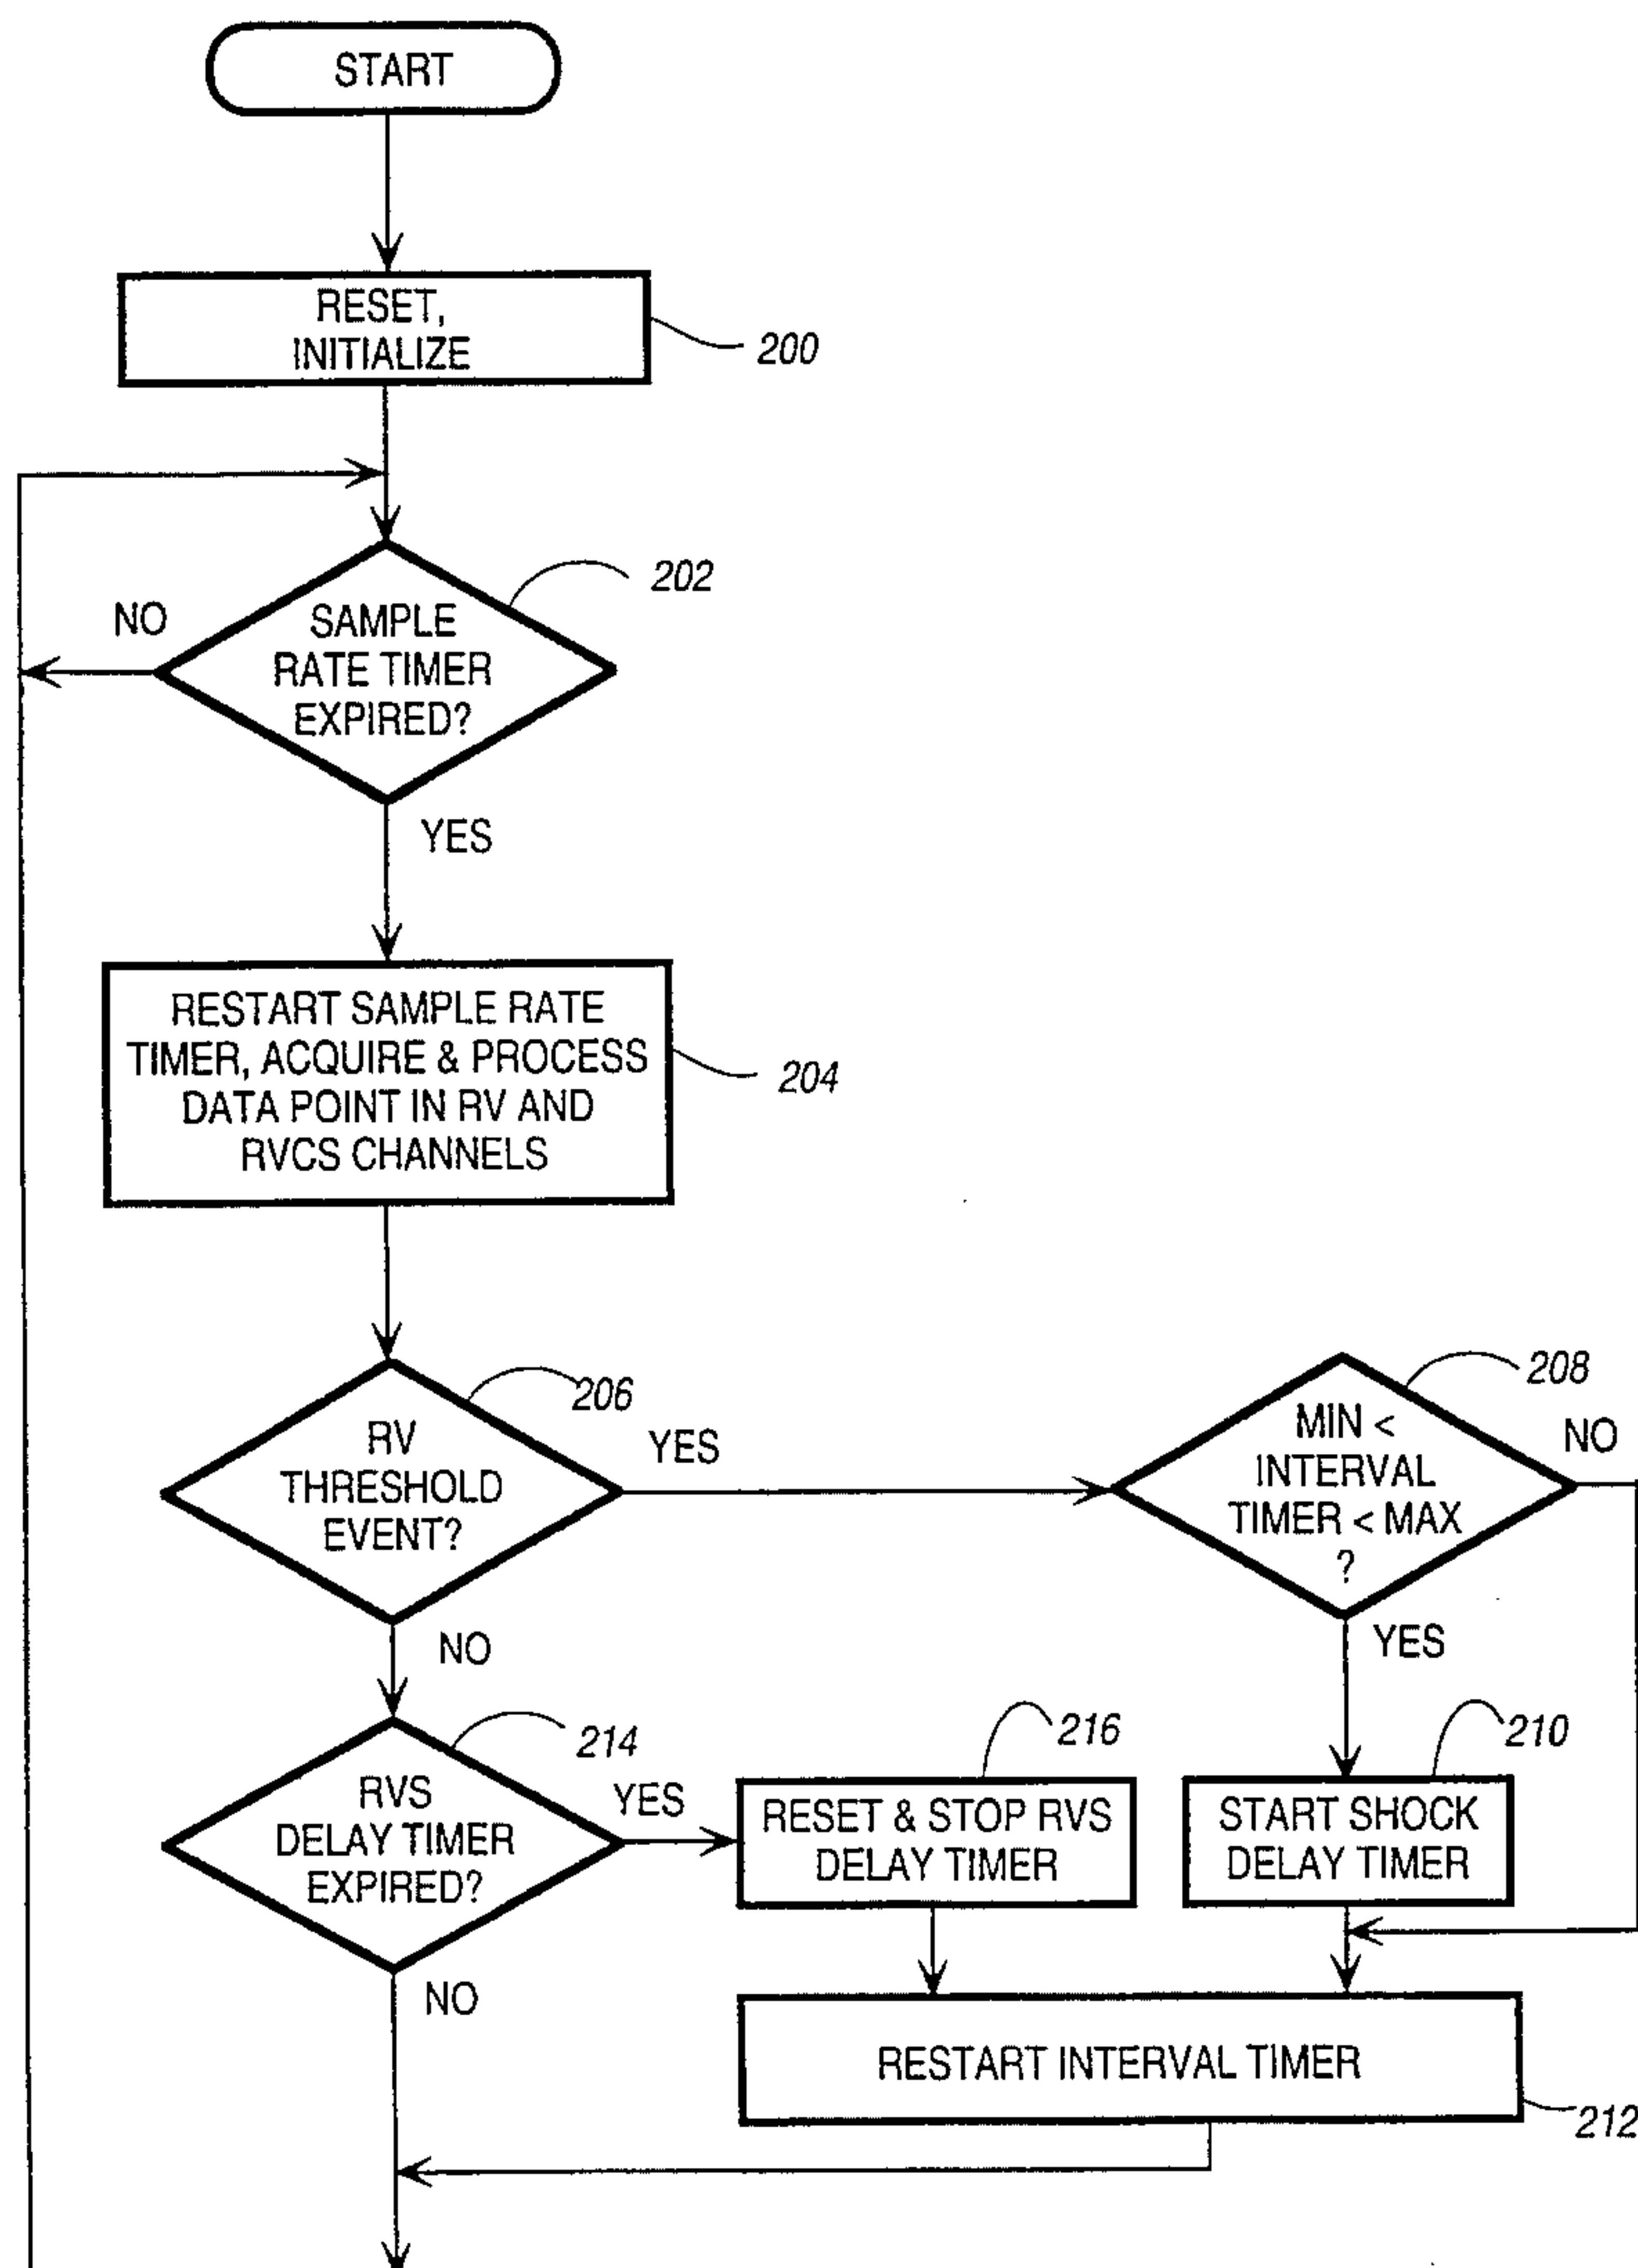 START
RESET,
INITIALIZE
200
202
NO
SAMPLE
RATE TIMER
EXPIRED?
YES
RESTART SAMPLE RATE
TIMER, ACQUIRE & PROCESS
DATA POINT IN RV AND
RVCS CHANNELS
204
206
RV
THRESHOLD
EVENT?
YES
NO
208
MIN <
INTERVAL
TIMER < MAX
?
NO
YES
214
RVS
DELAY TIMER
EXPIRED?
YES
NO
216
RESET & STOP RVS
DELAY TIMER
210
START SHOCK
DELAY TIMER
RESTART INTERVAL TIMER
212